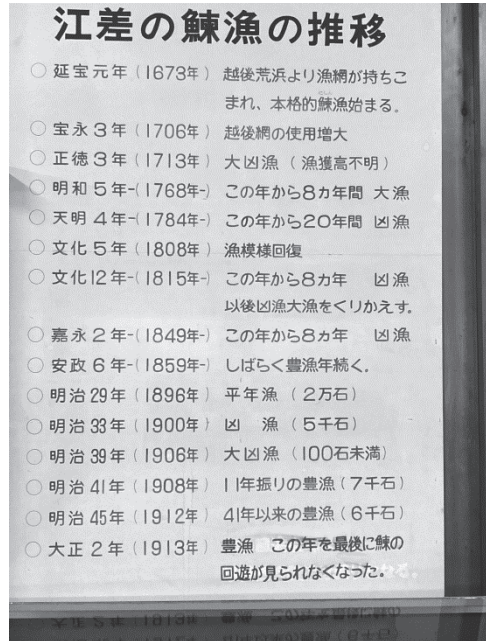 江差の鰊漁の推移
○ 延宝元年(1673年) 越後荒浜より漁網が持ちこ
まれ、本格的鰊漁始まる。
○ 宝永3年(1706年) 越後網の使用増大
○ 正徳3年(1713年) 大凶漁(漁獲高不明)
○ 明和5年-(1768年-) この年から8ヵ年間 大漁
○ 天明4年-(1784年-) この年から20年間 凶漁
○ 文化5年(1808年) 漁模様回復
○ 文化12年-(1815年-) この年から8ヵ年 凶漁
以後凶漁大漁をくりかえす。
○ 嘉永2年-(1849年-) この年から8ヵ年 凶漁
○ 安政6年-(1859年-) しばらく豊漁年続く。
○ 明治29年(1896年) 平年漁(2万石)
○ 明治33年(1900年) 凶 漁(5千石)
○ 明治39年(1906年) 大凶漁(100石未満)
○ 明治41年(1908年) 11年振りの豊漁(7千石)
○ 明治45年(1912年) 41年以来の豊漁(6千石)
○ 大正2年(1913年) 豊漁 この年を最後に鰊の
回遊が見られなくなった。